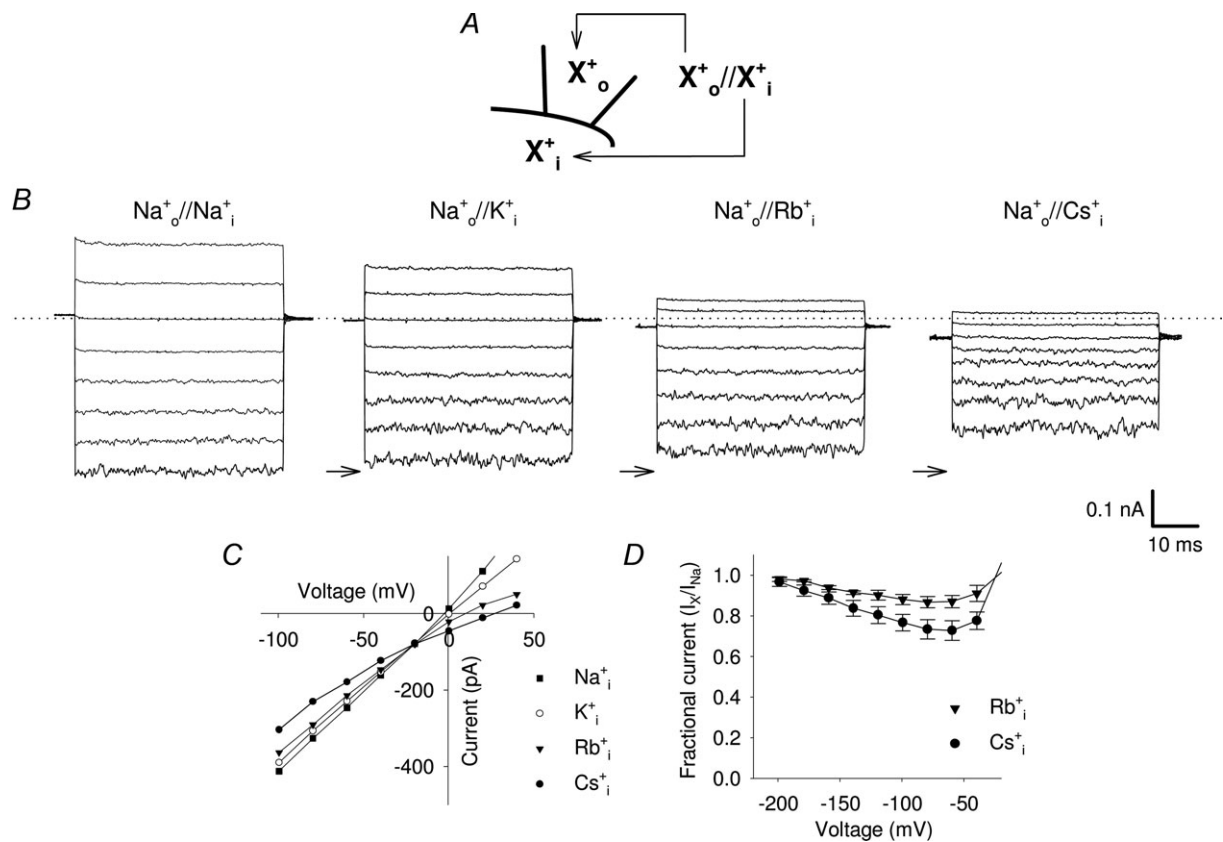 A
X⁺ₒ
X⁺ₒ//X⁺ᵢ
X⁺ᵢ
B
Na⁺ₒ//Na⁺ᵢ
Na⁺ₒ//K⁺ᵢ
Na⁺ₒ//Rb⁺ᵢ
Na⁺ₒ//Cs⁺ᵢ
0.1 nA
10 ms
C
Voltage (mV)
-100
-50
0
50
0
-200
-400
Current (pA)
Na⁺ᵢ
K⁺ᵢ
Rb⁺ᵢ
Cs⁺ᵢ
D
Fractional current (Iₓ/I_Na)
1.0
0.8
0.6
0.4
0.2
0.0
-200
-150
-100
-50
Voltage (mV)
Rb⁺ᵢ
Cs⁺ᵢ